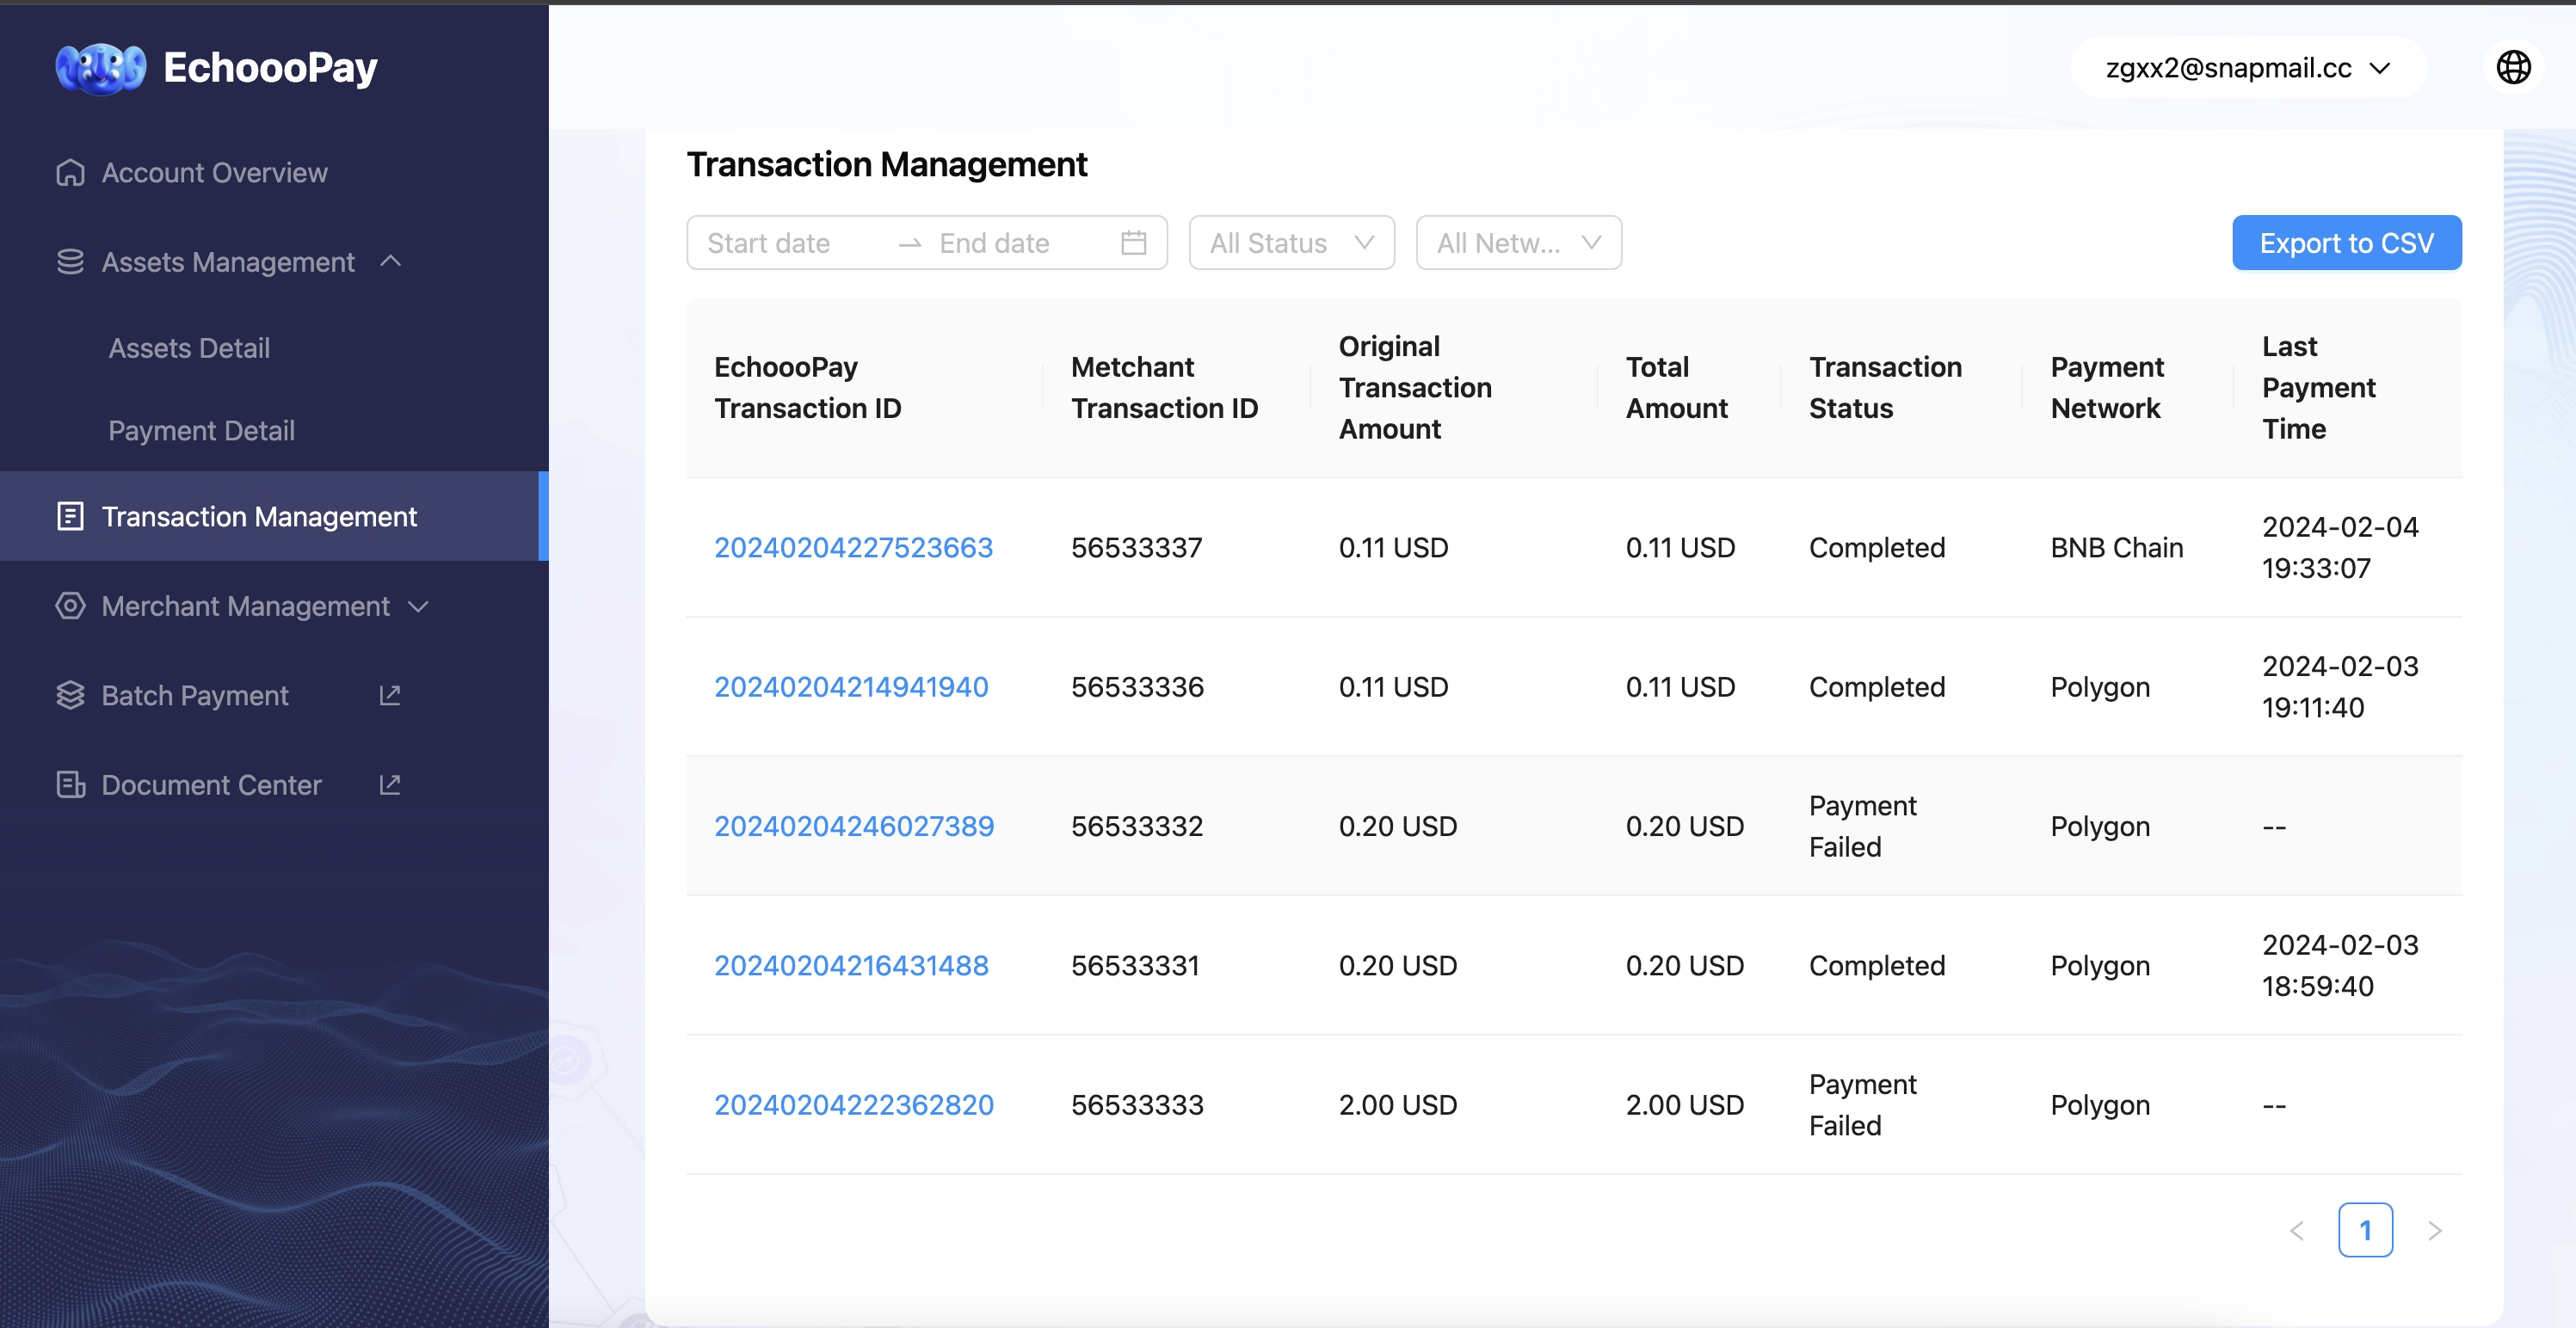 EchoooPay
zgxx2@snapmail.cc
Account Overview
Assets Management
Assets Detail
Payment Detail
Transaction Management
Merchant Management
Batch Payment
Document Center
Transaction Management
Start date
End date
All Status
All Netw...
Export to CSV
EchoooPay
Transaction ID
Metchant
Transaction ID
Original
Transaction
Amount
Total
Amount
Transaction
Status
Payment
Network
Last
Payment
Time
20240204227523663
56533337
0.11 USD
0.11 USD
Completed
BNB Chain
2024-02-04
19:33:07
20240204214941940
56533336
0.11 USD
0.11 USD
Completed
Polygon
2024-02-03
19:11:40
20240204246027389
56533332
0.20 USD
0.20 USD
Payment
Failed
Polygon
--
20240204216431488
56533331
0.20 USD
0.20 USD
Completed
Polygon
2024-02-03
18:59:40
20240204222362820
56533333
2.00 USD
2.00 USD
Payment
Failed
Polygon
--
1